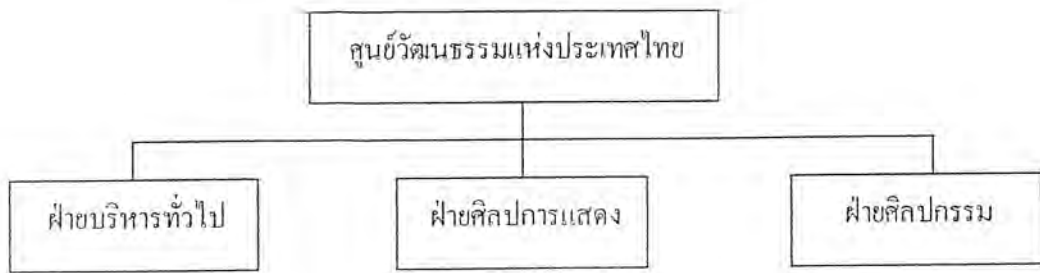 ศูนย์วัฒนธรรมแห่งประเทศไทย
ฝ่ายบริหารทั่วไป
ฝ่ายศิลปการแสดง
ฝ่ายศิลปกรรม